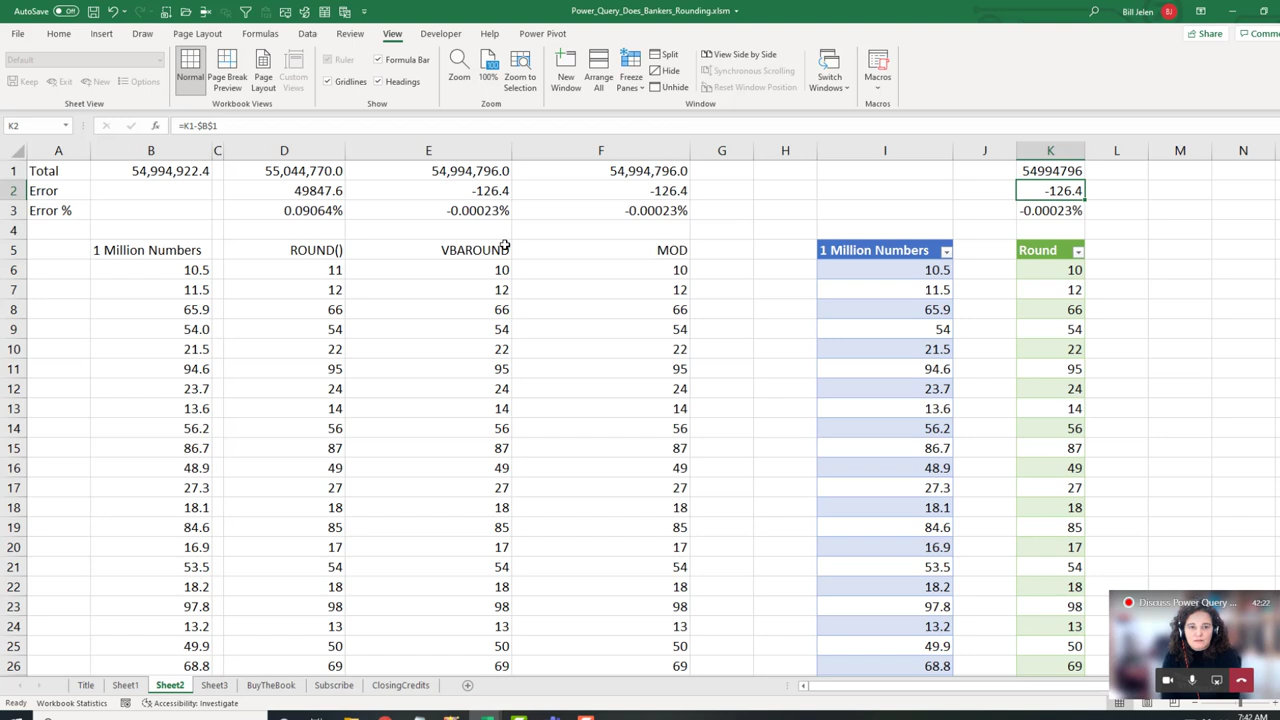 AutoSave Off
Power_Query_Does_Bankers_Rounding.xlsm
Bill Jelen BJ
File Home Insert Draw Page Layout Formulas Data Review View Developer Help Power Pivot Share Comme
Default
Keep Exit New Options
Sheet View
Normal Page Break Preview Page Layout Custom Views
Workbook Views
Ruler Formula Bar
Gridlines Headings
Show
Zoom 100% Zoom to Selection
Zoom
New Window Arrange All Freeze Panes
Split
Hide
Unhide
View Side by Side
Synchronous Scrolling
Reset Window Position
Switch Windows
Window
Macros
Macros
K2 fx =K1-$B$1
A B C D E F G H I J K L M N
1 Total 54,994,922.4 55,044,770.0 54,994,796.0 54,994,796.0 54994796
2 Error 49847.6 -126.4 -126.4 -126.4
3 Error % 0.09064% -0.00023% -0.00023% -0.00023%
4
5 1 Million Numbers ROUND() VBAROUND MOD 1 Million Numbers Round
6 10.5 11 10 10 10.5 10
7 11.5 12 12 12 11.5 12
8 65.9 66 66 66 65.9 66
9 54.0 54 54 54 54 54
10 21.5 22 22 22 21.5 22
11 94.6 95 95 95 94.6 95
12 23.7 24 24 24 23.7 24
13 13.6 14 14 14 13.6 14
14 56.2 56 56 56 56.2 56
15 86.7 87 87 87 86.7 87
16 48.9 49 49 49 48.9 49
17 27.3 27 27 27 27.3 27
18 18.1 18 18 18 18.1 18
19 84.6 85 85 85 84.6 85
20 16.9 17 17 17 16.9 17
21 53.5 54 54 54 53.5 54
22 18.2 18 18 18 18.2 18
23 97.8 98 98 98 97.8 98
24 13.2 13 13 13 13.2 13
25 49.9 50 50 50 49.9 50
26 68.8 69 69 69 68.8 69
Discuss Power Query ... 42:22
Title Sheet1 Sheet2 Sheet3 BuyTheBook Subscribe ClosingCredits
Ready Workbook Statistics Accessibility: Investigate
7:42 AM